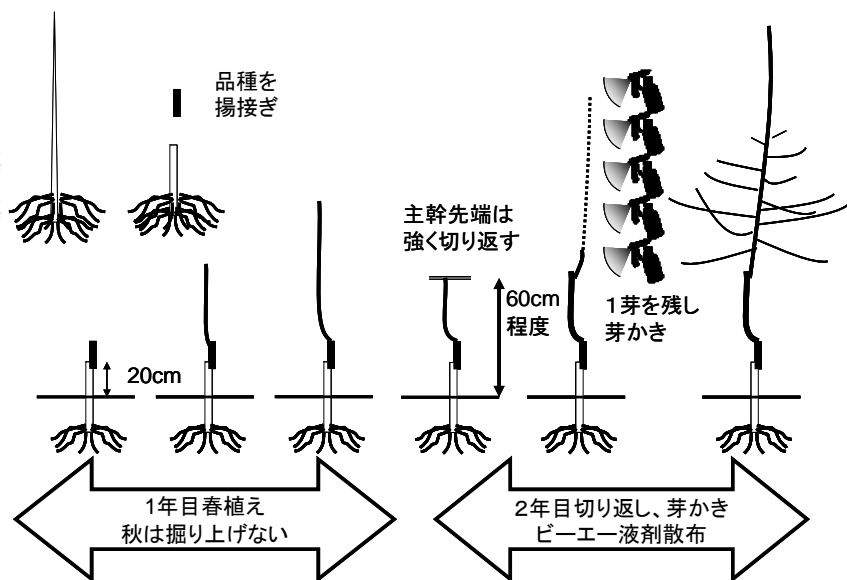 品種を
揚接ぎ
主幹先端は
強く切り返す
60cm
程度
1芽を残し
芽かき
20cm
1年目春植え
秋は掘り上げない
2年目切り返し、芽かき
ビーエー液剤散布